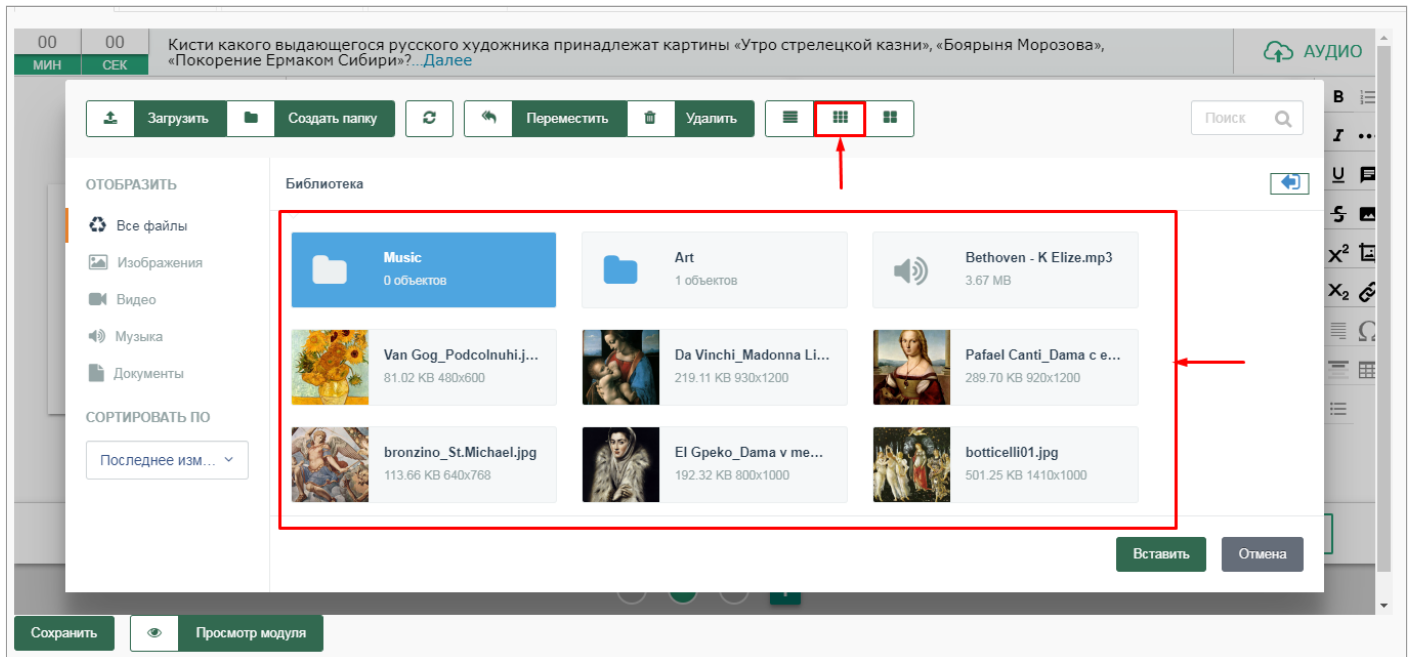 00
МИН
00
СЕК
Кисти какого выдающегося русского художника принадлежат картины «Утро стрелецкой казни», «Боярыня Морозова»,
«Покорение Ермаком Сибири»?...Далее
АУДИО
Загрузить
Создать папку
Переместить
Удалить
Поиск
ОТОБРАЗИТЬ
Все файлы
Изображения
Видео
Музыка
Документы
СОРТИРОВАТЬ ПО
Последнее изм...
Библиотека
Music
0 объектов
Art
1 объектов
Bethoven - K Elize.mp3
3.67 MB
Van Gog_Podcolnuhi.j...
81.02 KB 480x600
Da Vinchi_Madonna Li...
219.11 KB 930x1200
Pafael Canti_Dama c e...
289.70 KB 920x1200
bronzino_St.Michael.jpg
113.66 KB 640x768
El Gpeko_Dama v me...
192.32 KB 800x1000
botticelli01.jpg
501.25 KB 1410x1000
Вставить
Отмена
B
I
U
S
X²
X₂
Ω
Сохранить
Просмотр модуля